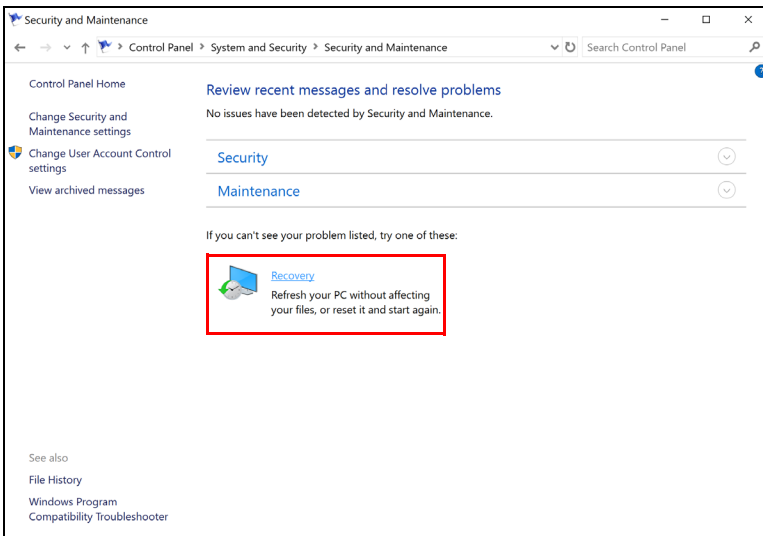 Security and Maintenance
Control Panel > System and Security > Security and Maintenance
Search Control Panel
?
Control Panel Home
Change Security and
Maintenance settings
Change User Account Control
settings
View archived messages
Review recent messages and resolve problems
No issues have been detected by Security and Maintenance.
Security
Maintenance
If you can't see your problem listed, try one of these:
Recovery
Refresh your PC without affecting
your files, or reset it and start again.
See also
File History
Windows Program
Compatibility Troubleshooter